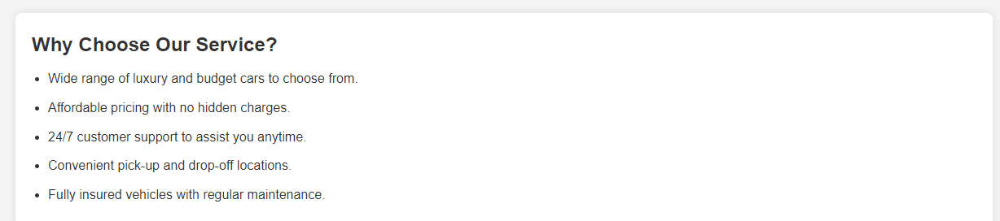 Why Choose Our Service?
• Wide range of luxury and budget cars to choose from.
• Affordable pricing with no hidden charges.
• 24/7 customer support to assist you anytime.
• Convenient pick-up and drop-off locations.
• Fully insured vehicles with regular maintenance.